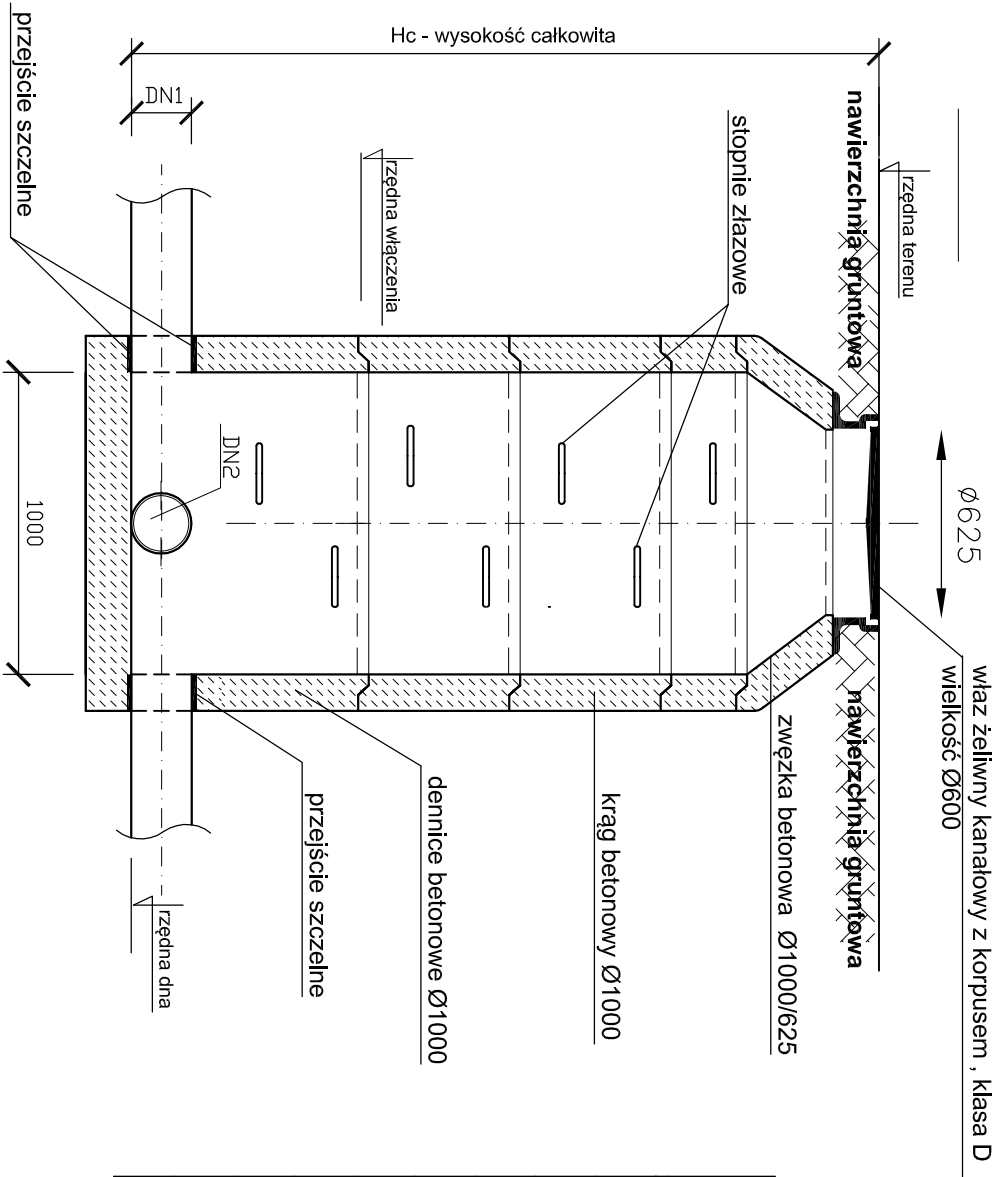 Hc - wysokość całkowita
DN1
przejście szczelne
rzędna włączenia
stopnie złazowe
nawierzchnia gruntowa
rzędna terenu
Ø625
właz żeliwny kanałowy z korpusem , klasa D
wielkość Ø600
nawierzchnia gruntowa
zwężka betonowa Ø1000/625
krąg betonowy Ø1000
dennice betonowe Ø1000
przejście szczelne
rzędna dna
DN2
1000